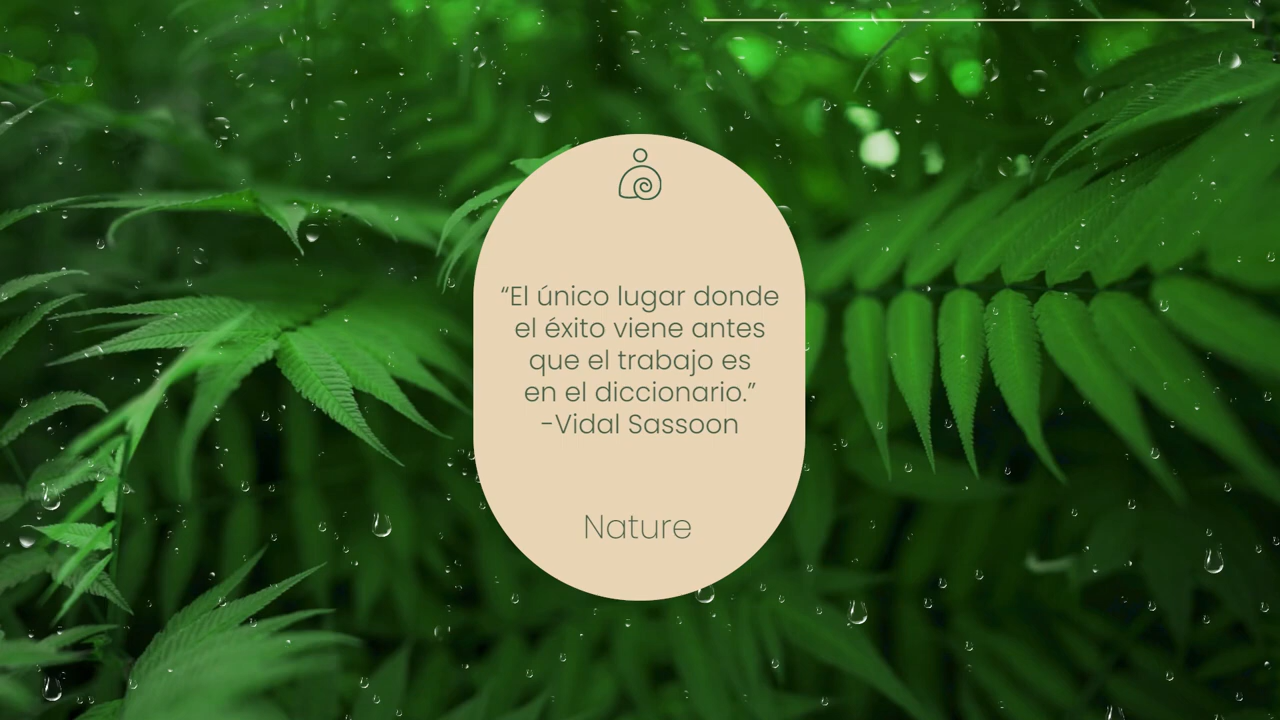 “El único lugar donde
el éxito viene antes
que el trabajo es
en el diccionario.”
-Vidal Sassoon
Nature